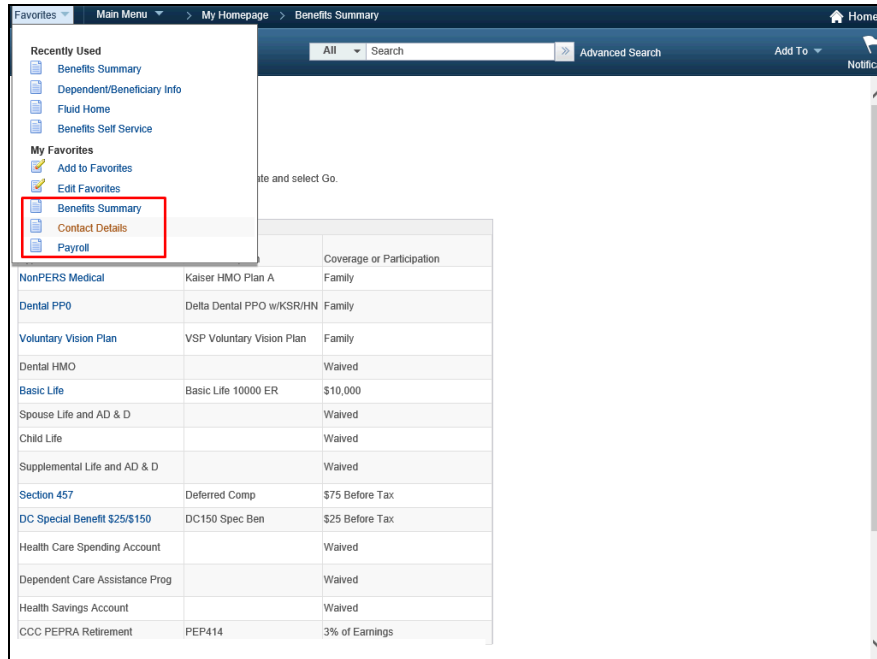 Favorites Main Menu > My Homepage > Benefits Summary Home
All Search » Advanced Search Add To
Notific
Recently Used
Benefits Summary
Dependent/Beneficiary Info
Fluid Home
Benefits Self Service
My Favorites
Add to Favorites
Edit Favorites
Benefits Summary
Contact Details
Payroll
ate and select Go.
Coverage or Participation
NonPERS Medical Kaiser HMO Plan A Family
Dental PP0 Delta Dental PPO w/KSR/HN Family
Voluntary Vision Plan VSP Voluntary Vision Plan Family
Dental HMO Waived
Basic Life Basic Life 10000 ER $10,000
Spouse Life and AD & D Waived
Child Life Waived
Supplemental Life and AD & D Waived
Section 457 Deferred Comp $75 Before Tax
DC Special Benefit $25/$150 DC150 Spec Ben $25 Before Tax
Health Care Spending Account Waived
Dependent Care Assistance Prog Waived
Health Savings Account Waived
CCC PEPRA Retirement PEP414 3% of Earnings